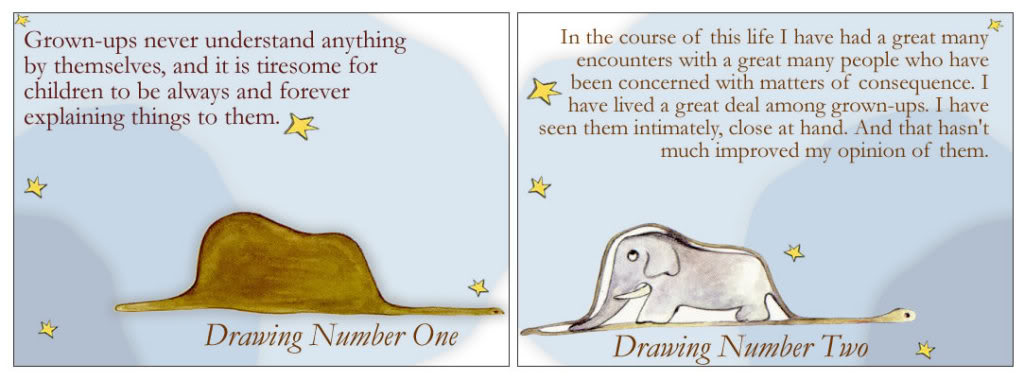 Grown-ups never understand anything
by themselves, and it is tiresome for
children to be always and forever
explaining things to them.
Drawing Number One
In the course of this life I have had a great many
encounters with a great many people who have
been concerned with matters of consequence. I
have lived a great deal among grown-ups. I have
seen them intimately, close at hand. And that hasn't
much improved my opinion of them.
Drawing Number Two